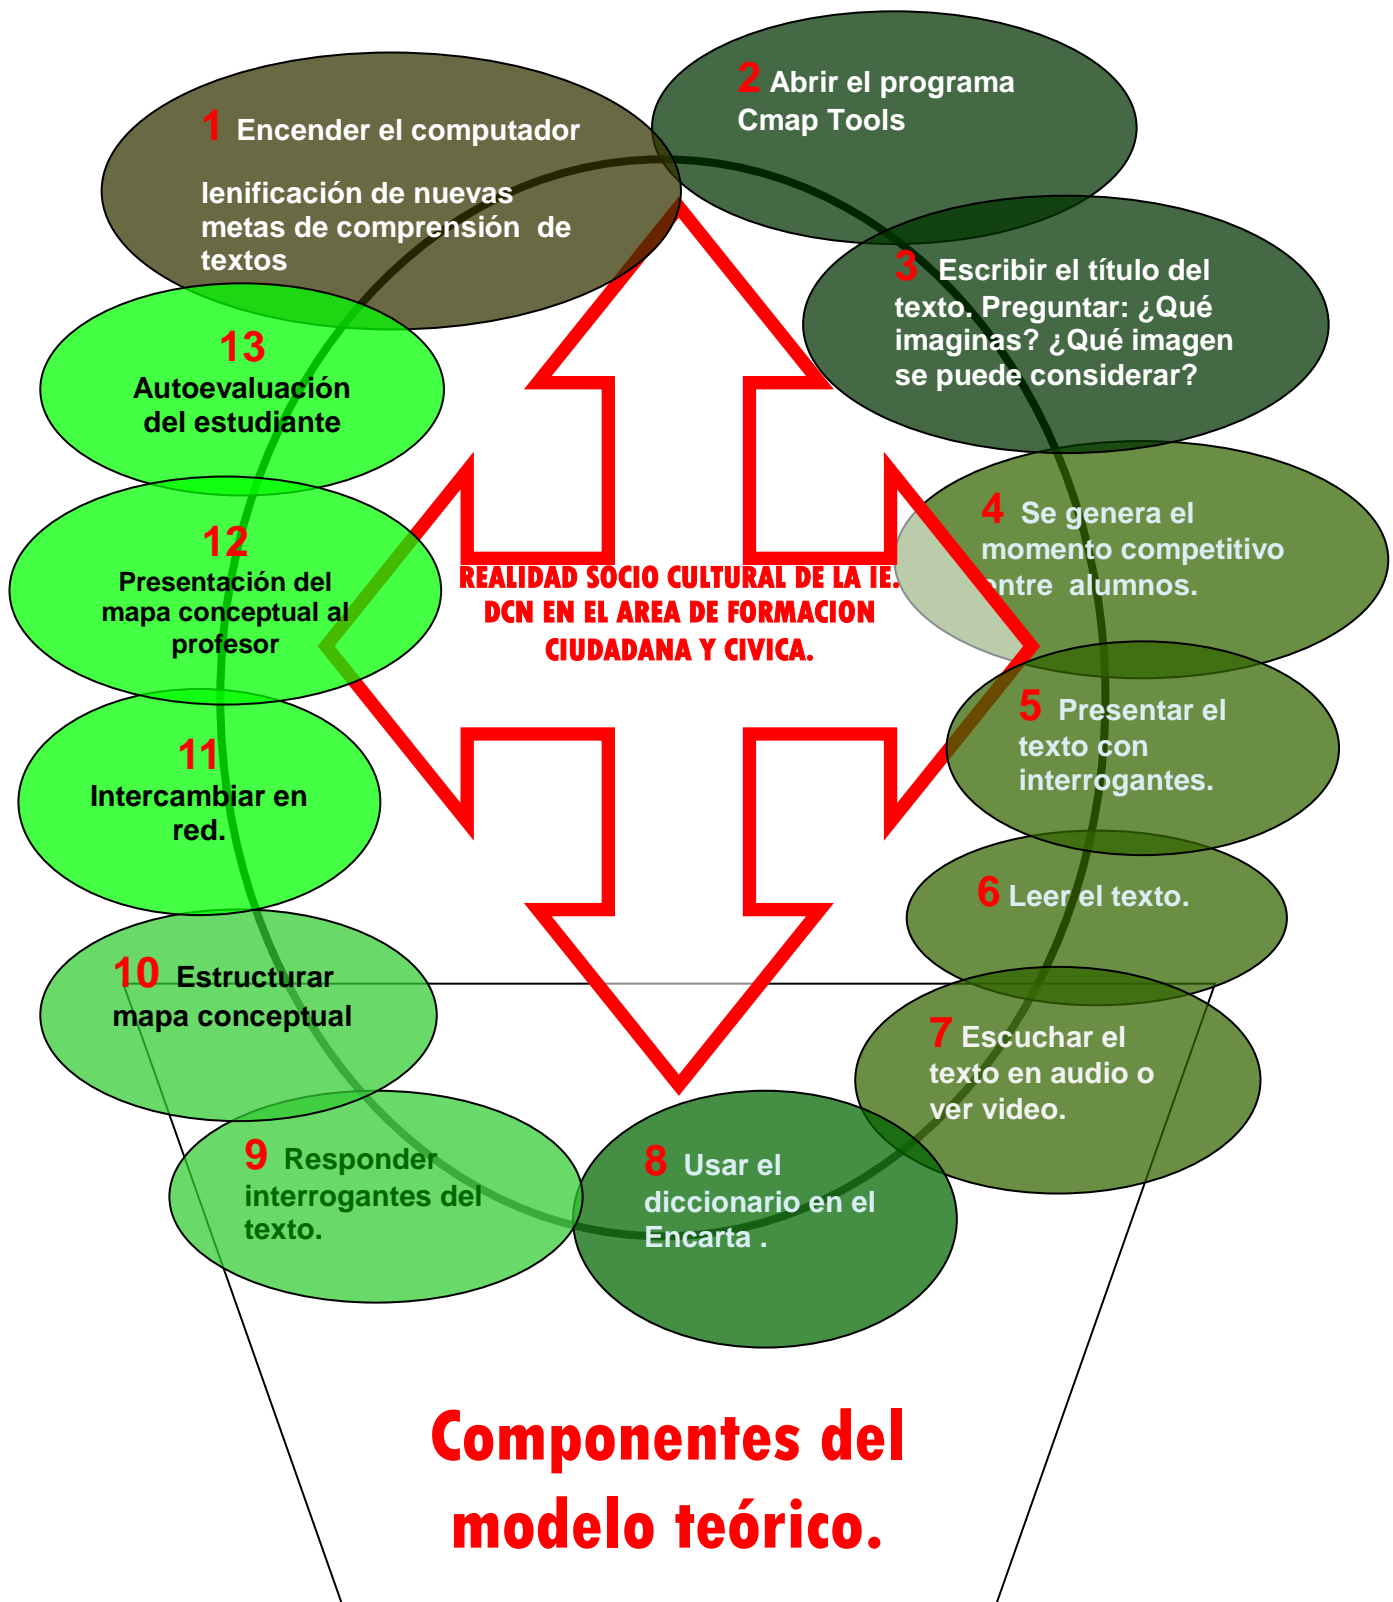 1 Encender el computador
lenificación de nuevas
metas de comprensión de
textos
2 Abrir el programa
Cmap Tools
3 Escribir el título del
texto. Preguntar: ¿Qué
imaginas? ¿Qué imagen
se puede considerar?
4 Se genera el
momento competitivo
entre alumnos.
5 Presentar el
texto con
interrogantes.
6 Leer el texto.
7 Escuchar el
texto en audio o
ver video.
8 Usar el
diccionario en el
Encarta .
9 Responder
interrogantes del
texto.
10 Estructurar
mapa conceptual
11
Intercambiar en
red.
12
Presentación del
mapa conceptual al
profesor
13
Autoevaluación
del estudiante
REALIDAD SOCIO CULTURAL DE LA IE.
DCN EN EL AREA DE FORMACION
CIUDADANA Y CIVICA.
Componentes del
modelo teórico.